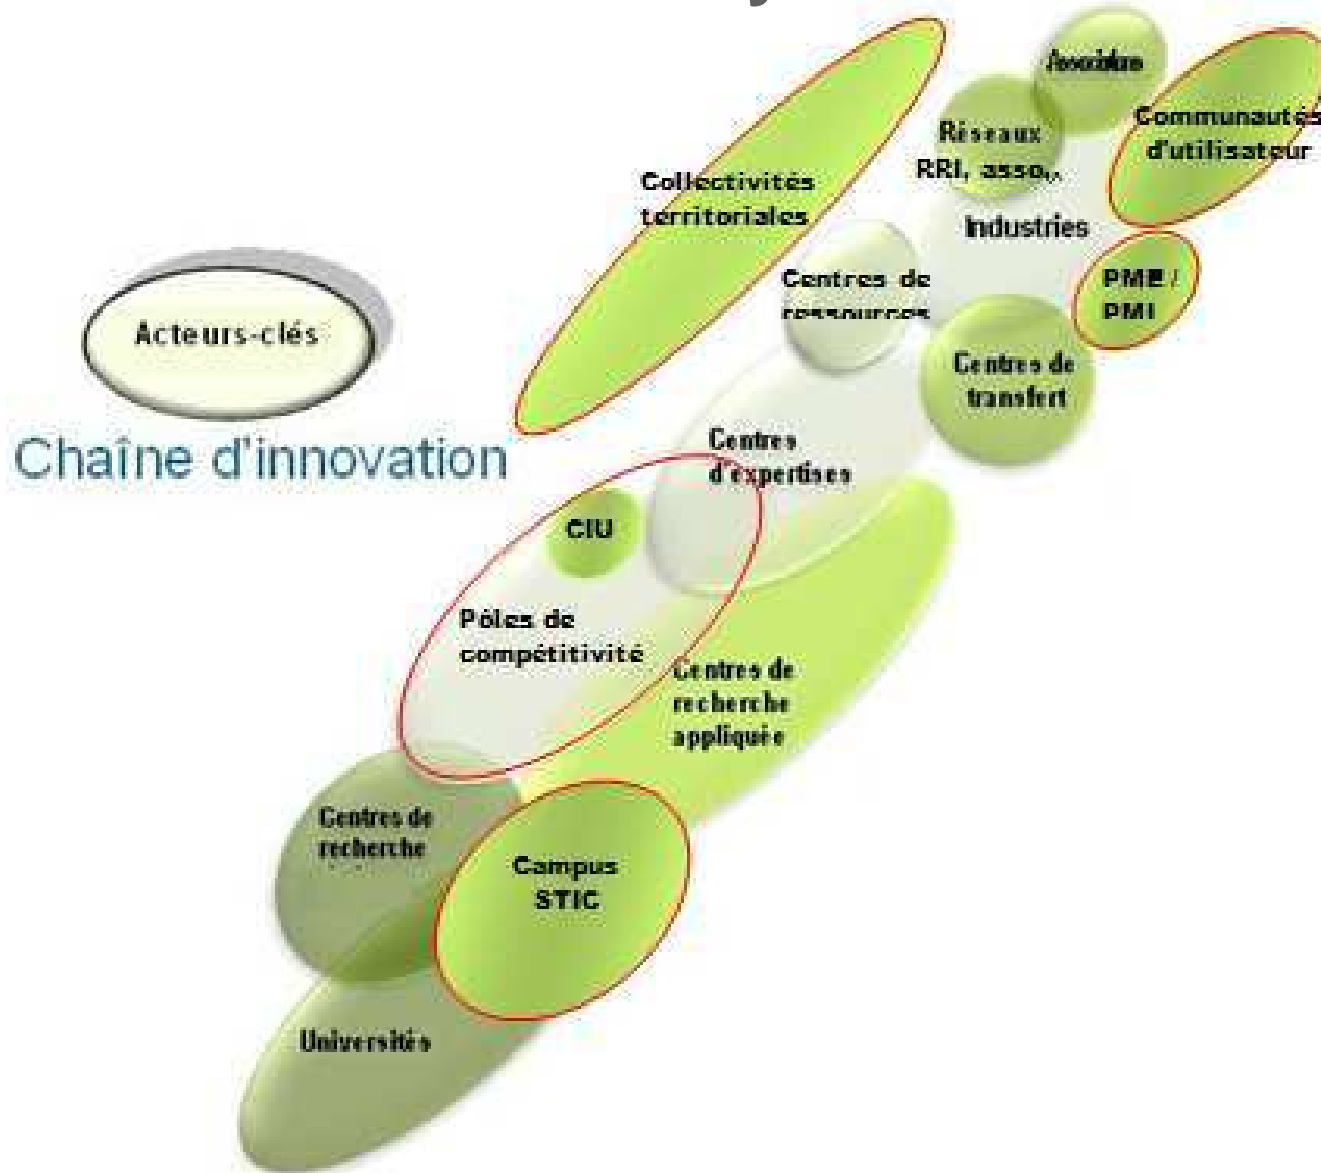 Réseaux
RRI, asso..
Communautés
d'utilisateur
Collectivités
territoriales
Industries
Centres de
ressources
PME /
PMI
Acteurs-clés
Centres de
transfert
Chaîne d'innovation
Centres
d'expertises
CIU
Pôles de
compétitivité
Centres de
recherche
appliquée
Centres de
recherche
Campus
STIC
Universités